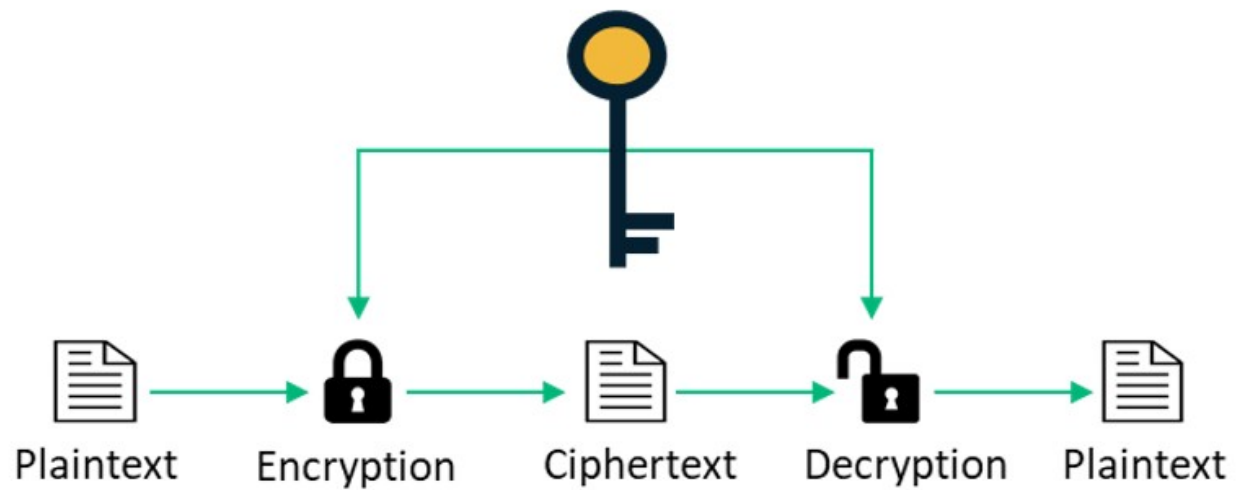 Plaintext
Encryption
Ciphertext
Decryption
Plaintext